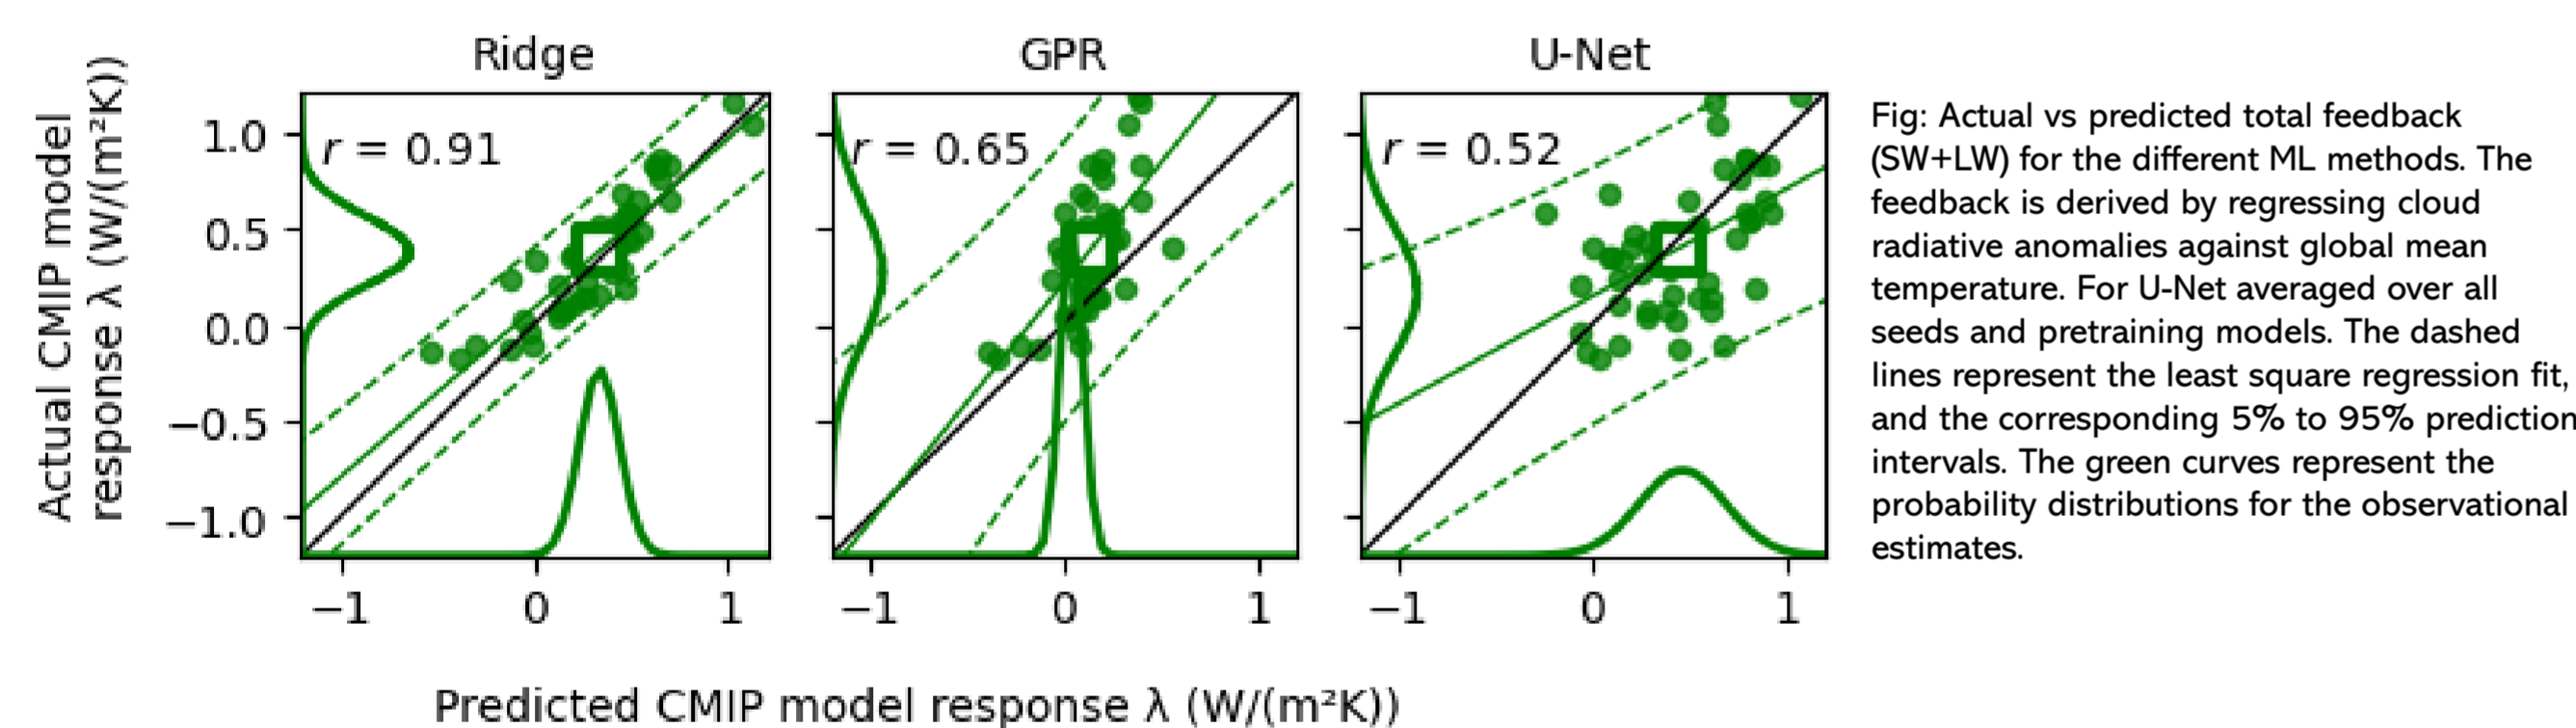 Ridge
GPR
U-Net
Actual CMIP model
response λ (W/(m²K))
1.0
0.5
0.0
−0.5
−1.0
r = 0.91
r = 0.65
r = 0.52
−1
0
1
−1
0
1
−1
0
1
Predicted CMIP model response λ (W/(m²K))
Fig: Actual vs predicted total feedback
(SW+LW) for the different ML methods. The
feedback is derived by regressing cloud
radiative anomalies against global mean
temperature. For U-Net averaged over all
seeds and pretraining models. The dashed
lines represent the least square regression fit,
and the corresponding 5% to 95% prediction
intervals. The green curves represent the
probability distributions for the observational
estimates.